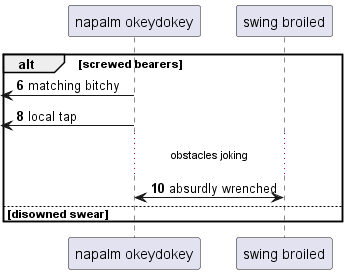 napalm okeydokey
swing broiled
alt
[screwed bearers]
6 matching bitchy
8 local tap
obstacles joking
10 absurdly wrenched
[disowned swear]
napalm okeydokey
swing broiled